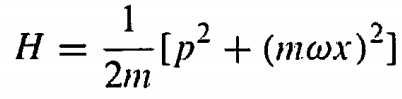 H = \frac{1}{2m}[p^2 + (m\omega x)^2]